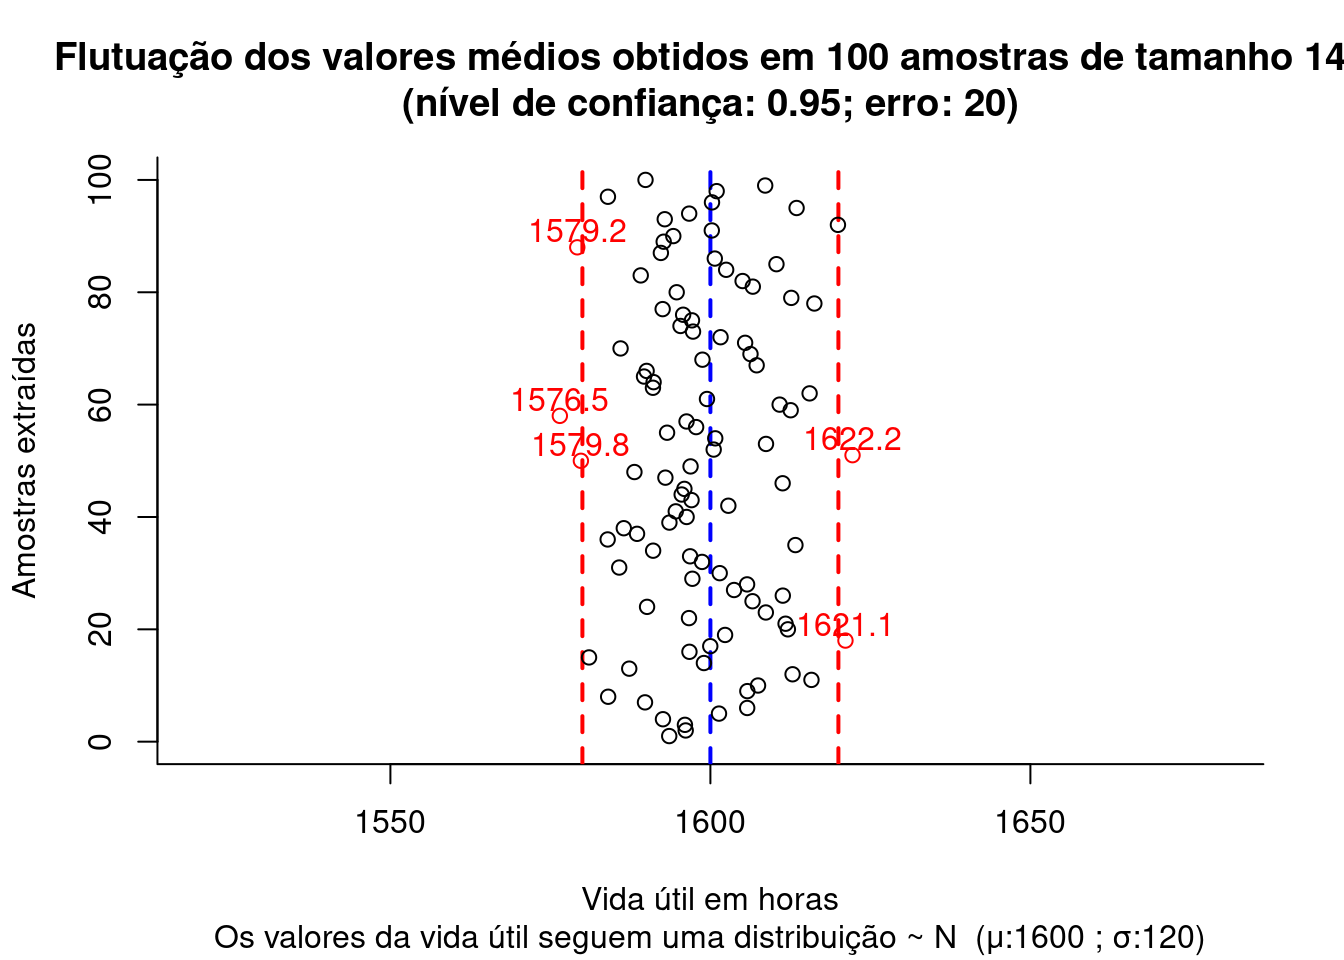 Flutuação dos valores médios obtidos em 100 amostras de tamanho 14
(nível de confiança: 0.95; erro: 20)
Amostras extraídas
100
80
60
40
20
0
1579.2
1576.5
1579.8
1622.2
1621.1
1550
1600
1650
Vida útil em horas
Os valores da vida útil seguem uma distribuição ~ N (μ:1600 ; σ:120)